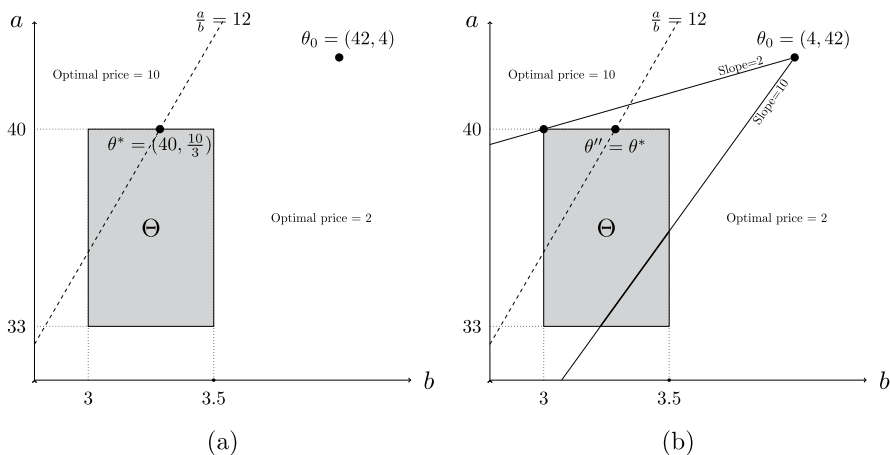 a
a/b = 12
θ₀ = (42, 4)
Optimal price = 10
40
θ* = (40, 10/3)
Θ
Optimal price = 2
33
3
3.5
b
(a)
a
a/b = 12
θ₀ = (4, 42)
Slope=2
Optimal price = 10
Slope=10
40
θ′′ = θ*
Θ
Optimal price = 2
33
3
3.5
b
(b)